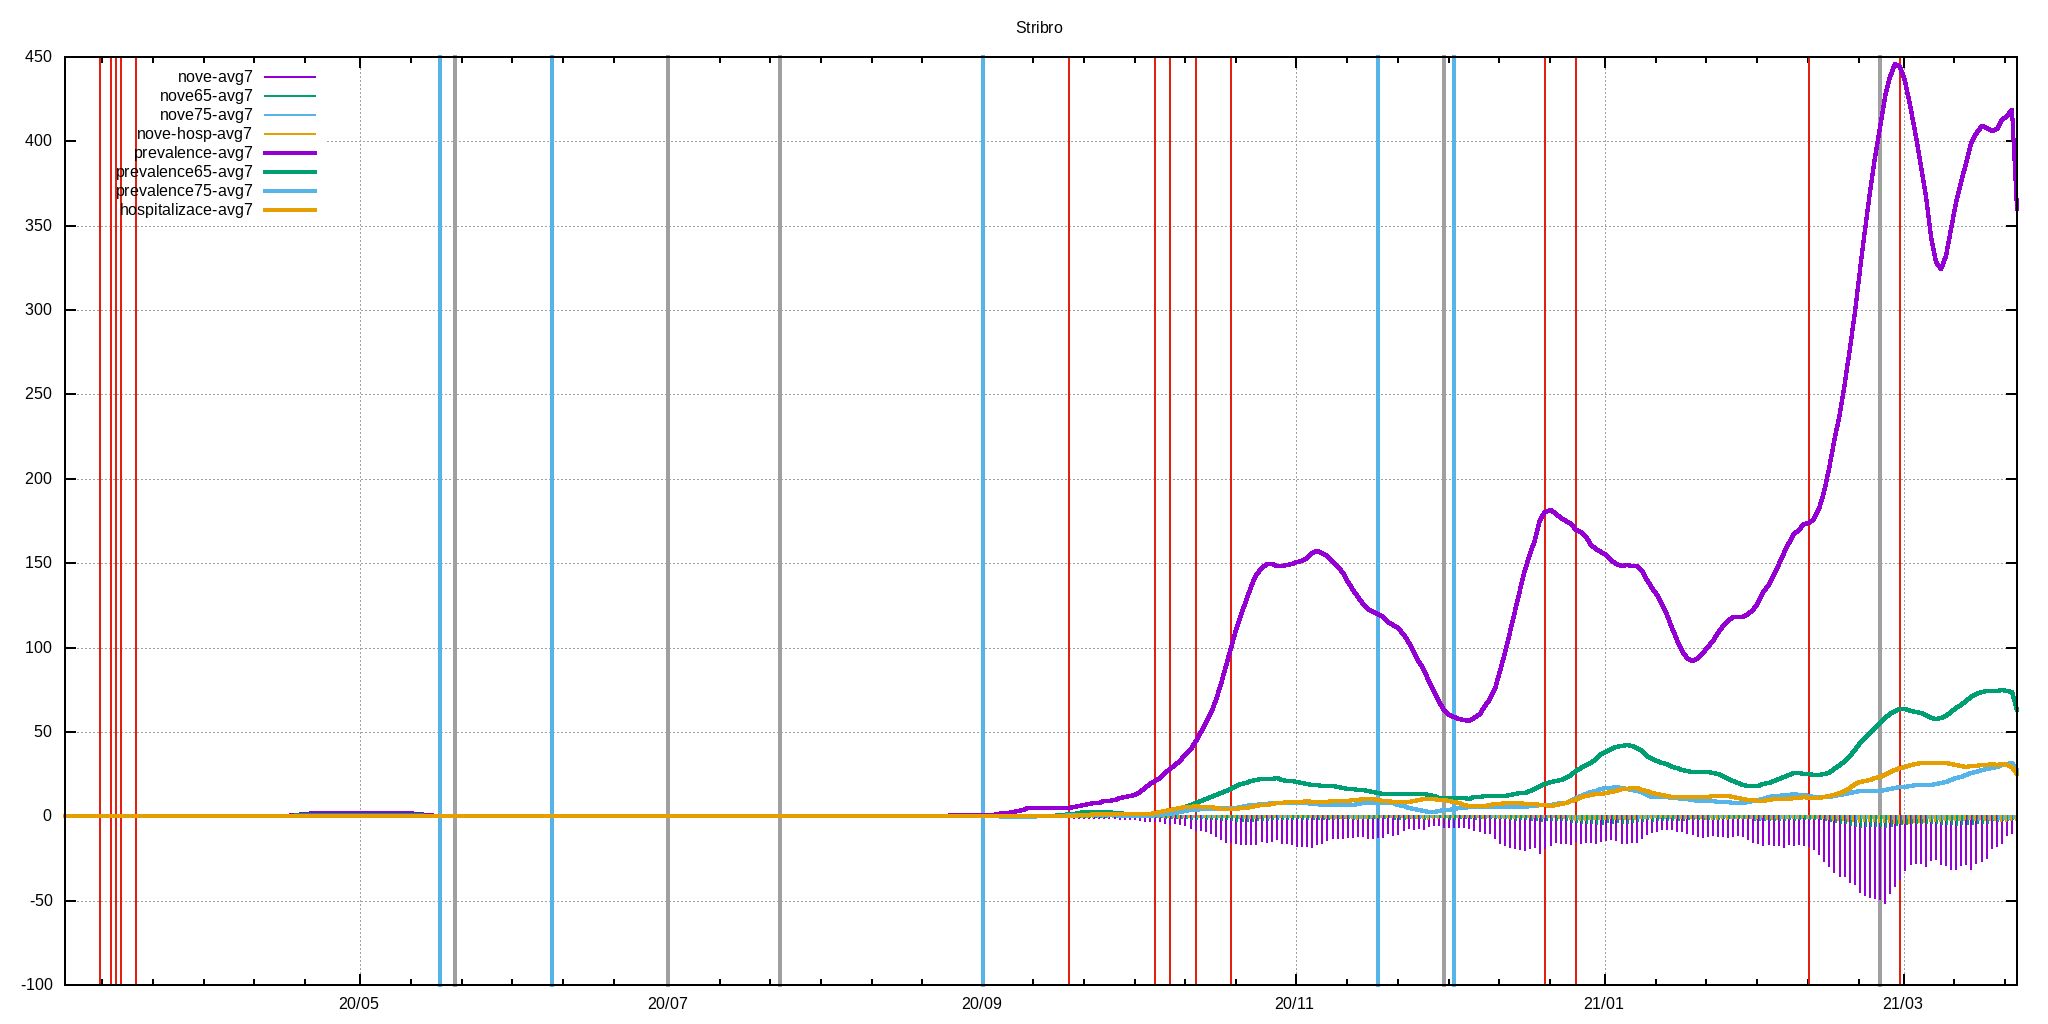 Stribro
450
400
350
300
250
200
150
100
50
0
-50
-100
nove-avg7
nove65-avg7
nove75-avg7
nove-hosp-avg7
prevalence-avg7
prevalence65-avg7
prevalence75-avg7
hospitalizace-avg7
20/05
20/07
20/09
20/11
21/01
21/03